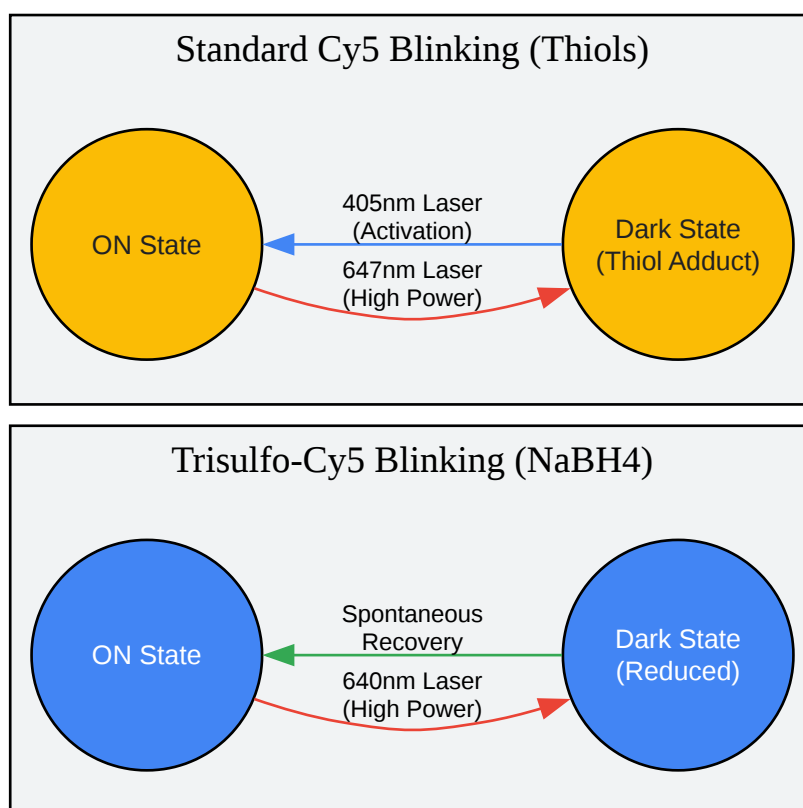 Standard Cy5 Blinking (Thiols)
405nm Laser
(Activation)
ON State
Dark State
(Thiol Adduct)
647nm Laser
(High Power)
Trisulfo-Cy5 Blinking (NaBH4)
Spontaneous
Recovery
ON State
Dark State
(Reduced)
640nm Laser
(High Power)